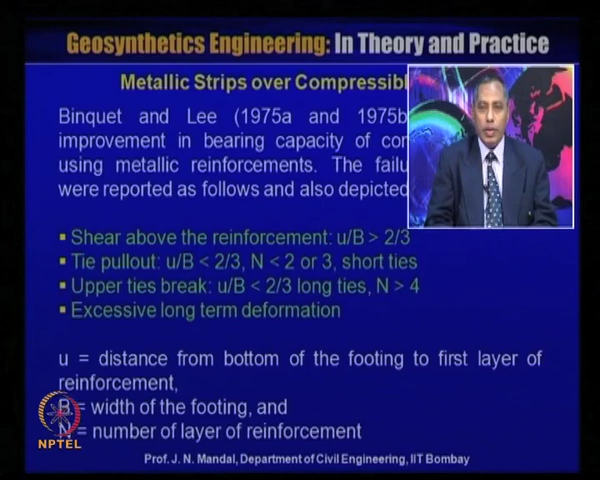 Geosynthetics Engineering: In Theory and Practice
Metallic Strips over Compressibl
Binquet and Lee (1975a and 1975b
improvement in bearing capacity of con
using metallic reinforcements. The failu
were reported as follows and also depicted
▪ Shear above the reinforcement: u/B > 2/3
▪ Tie pullout: u/B < 2/3, N < 2 or 3, short ties
▪ Upper ties break: u/B < 2/3 long ties, N > 4
▪ Excessive long term deformation
u = distance from bottom of the footing to first layer of
reinforcement,
B = width of the footing, and
N = number of layer of reinforcement
NPTEL
Prof. J. N. Mandal, Department of Civil Engineering, IIT Bombay